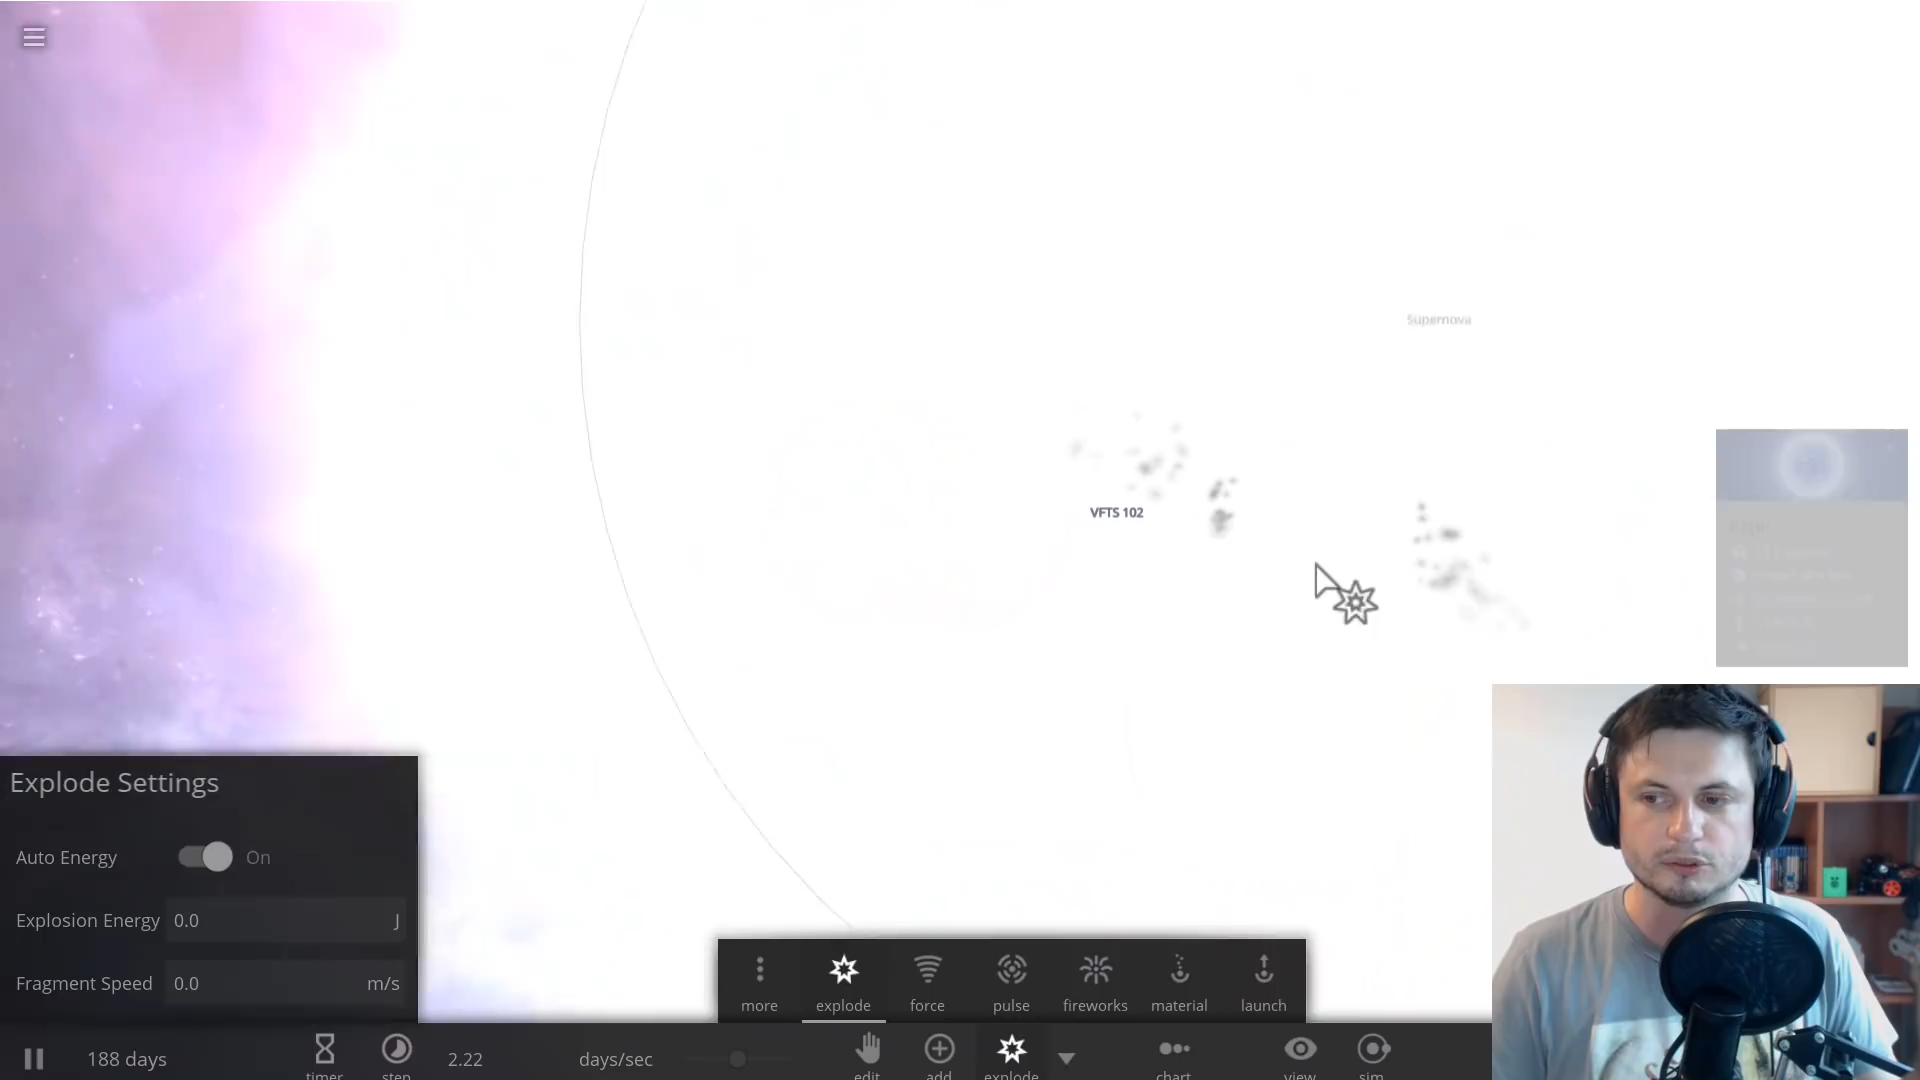 Supernova
VFTS 102
Explode Settings
Auto Energy On
Explosion Energy 0.0 J
Fragment Speed 0.0 m/s
more explode force pulse fireworks material launch
188 days timer step 2.22 days/sec edit add explode chart view sim